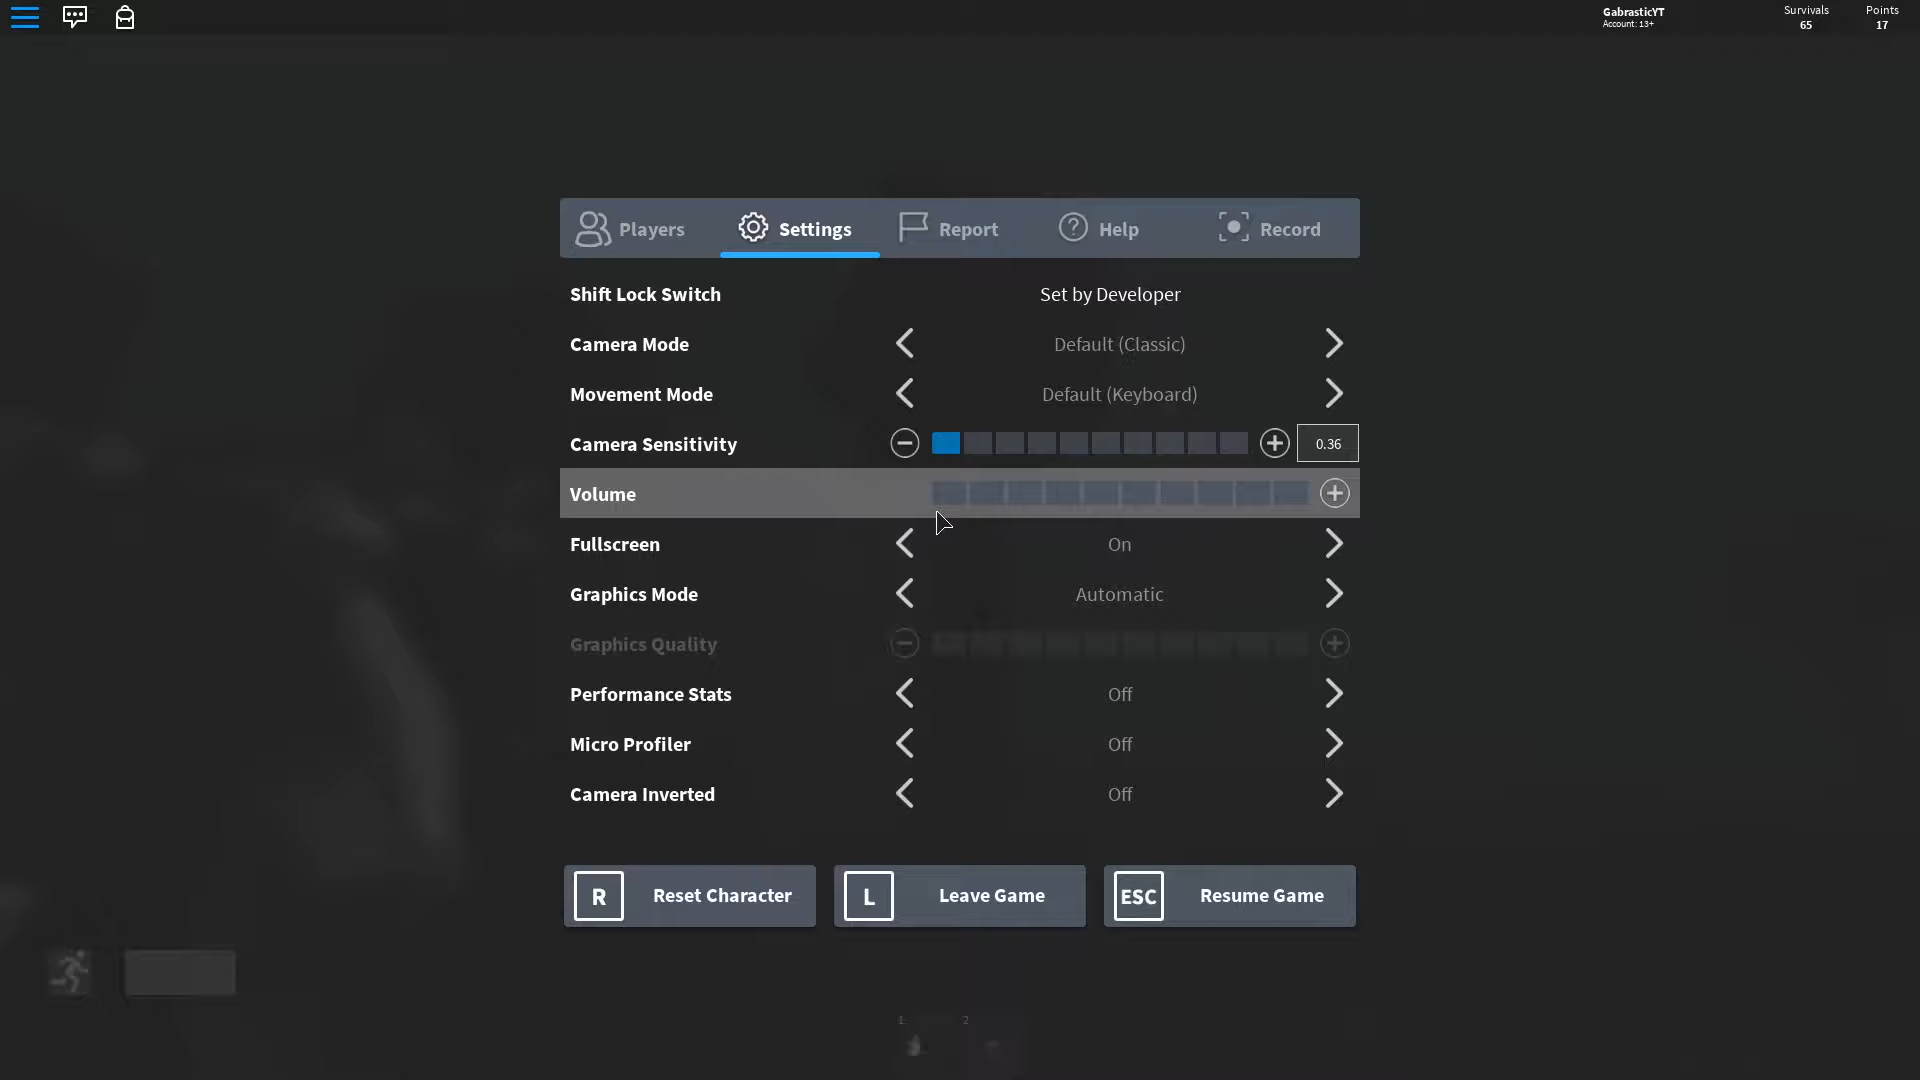 GabrasticYT
Account: 13+
Survivals
65
Points
17
Players
Settings
Report
Help
Record
Shift Lock Switch
Set by Developer
Camera Mode
Default (Classic)
Movement Mode
Default (Keyboard)
Camera Sensitivity
0.36
Volume
Fullscreen
On
Graphics Mode
Automatic
Graphics Quality
Performance Stats
Off
Micro Profiler
Off
Camera Inverted
Off
R Reset Character
L Leave Game
ESC Resume Game
1
2